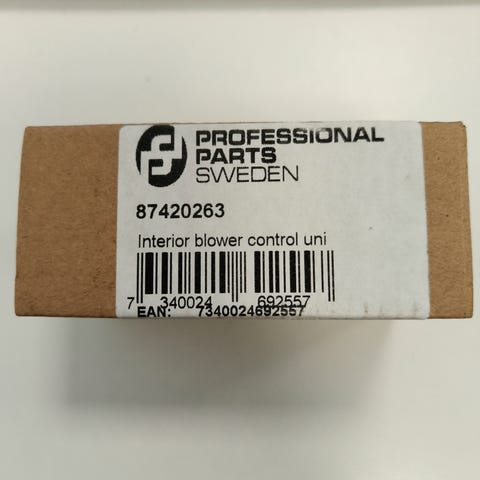 PROFESSIONAL
PARTS
SWEDEN
87420263
Interior blower control uni
7 340024 692557
EAN: 7340024692557